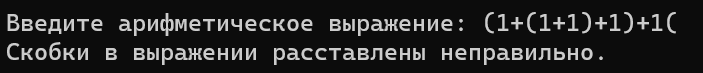 Введите арифметическое выражение: (1+(1+1)+1)+1(
Скобки в выражении расставлены неправильно.